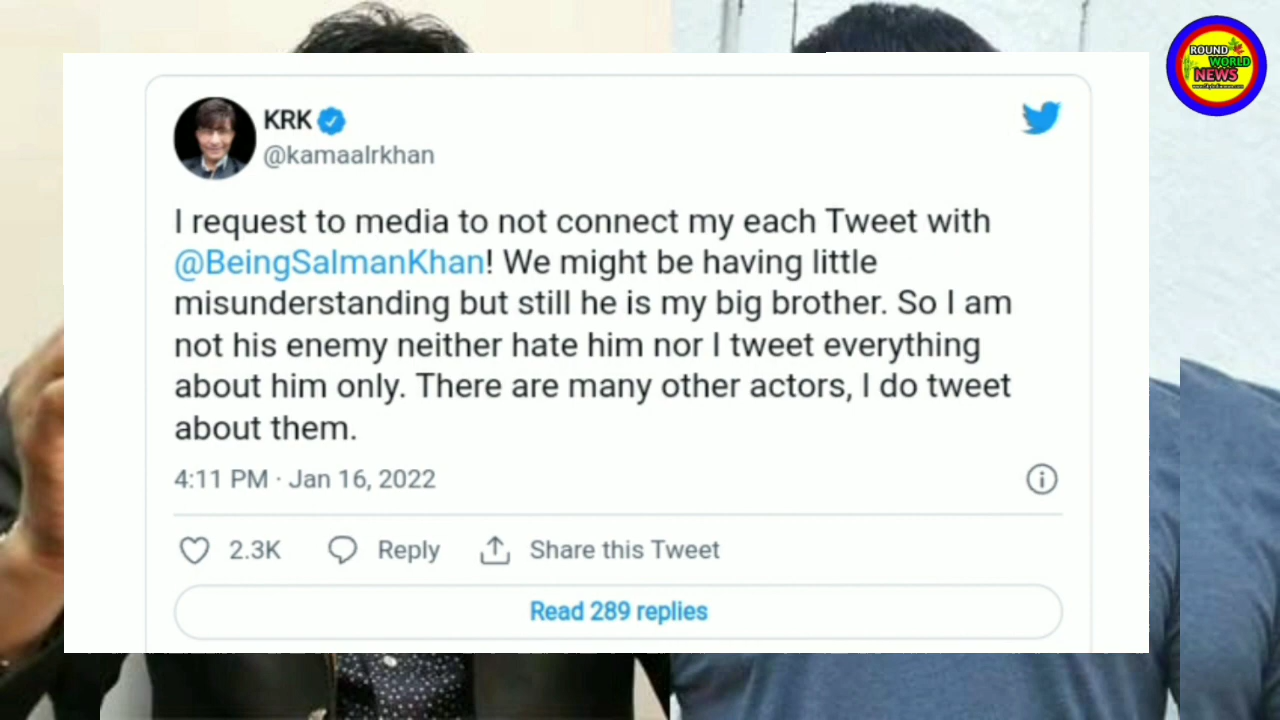 ROUND
WORLD
NEWS
KRK
@kamaalrkhan
I request to media to not connect my each Tweet with
@BeingSalmanKhan! We might be having little
misunderstanding but still he is my big brother. So I am
not his enemy neither hate him nor I tweet everything
about him only. There are many other actors, I do tweet
about them.
4:11 PM · Jan 16, 2022
2.3K Reply Share this Tweet
Read 289 replies